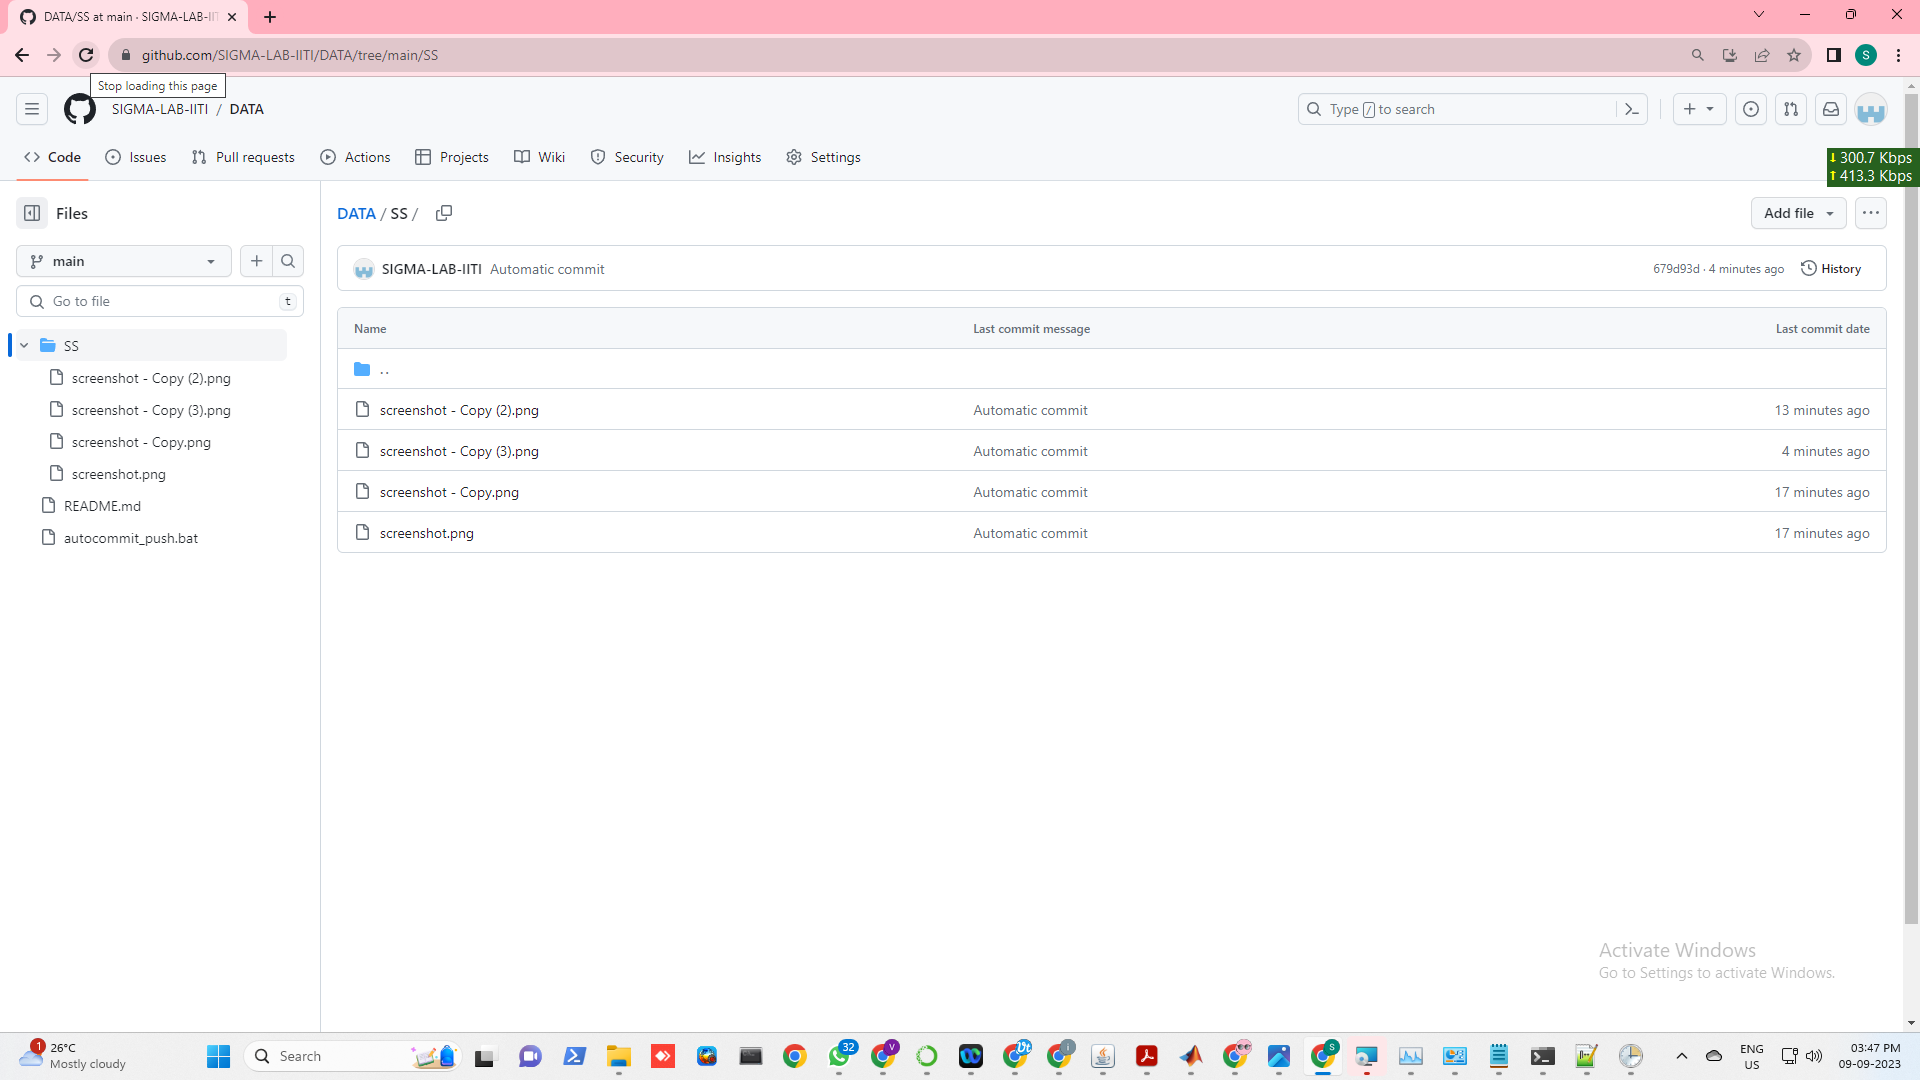 DATA/SS at main · SIGMA-LAB-IIT
github.com/SIGMA-LAB-IITI/DATA/tree/main/SS
S
Stop loading this page
SIGMA-LAB-IITI / DATA
Type / to search
Code Issues Pull requests Actions Projects Wiki Security Insights Settings
300.7 Kbps
413.3 Kbps
Files
DATA / SS /
Add file
main
SIGMA-LAB-IITI Automatic commit
679d93d · 4 minutes ago
History
Go to file
t
Name Last commit message Last commit date
SS
..
screenshot - Copy (2).png
screenshot - Copy (3).png
screenshot - Copy.png
screenshot.png
README.md
autocommit_push.bat
screenshot - Copy (2).png Automatic commit 13 minutes ago
screenshot - Copy (3).png Automatic commit 4 minutes ago
screenshot - Copy.png Automatic commit 17 minutes ago
screenshot.png Automatic commit 17 minutes ago
Activate Windows
Go to Settings to activate Windows.
1
26°C
Mostly cloudy
Search
32
V
S
ENG
US
03:47 PM
09-09-2023